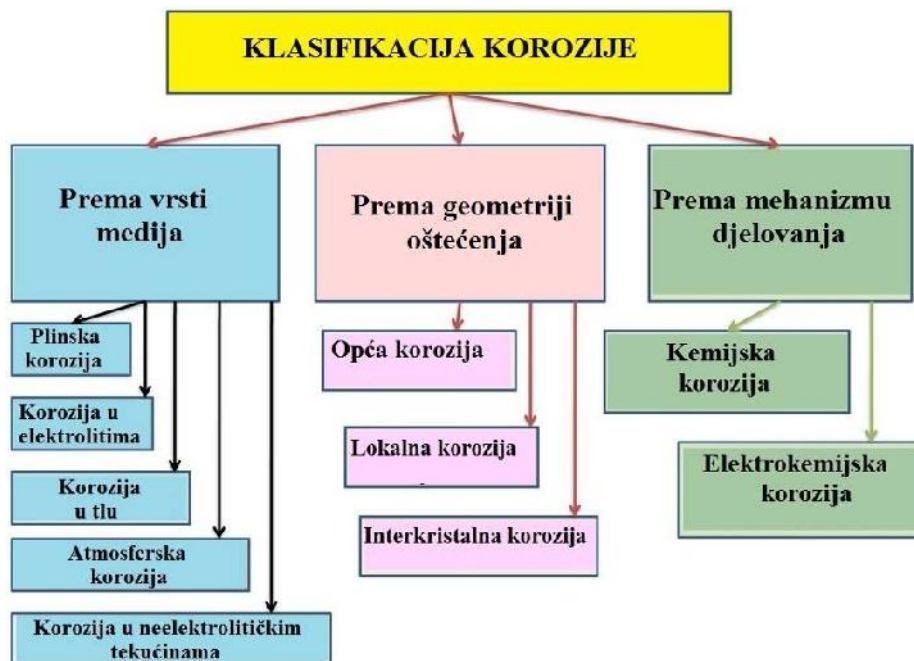 KLASIFIKACIJA KOROZIJE
Prema vrsti
medija
Prema geometriji
oštećenja
Prema mehanizmu
djelovanja
Plinska
korozija
Korozija u
elektrolitima
Korozija
u tlu
Atmosferska
korozija
Korozija u neelektrolitičkim
tekućinama
Opća korozija
Lokalna korozija
Interkristalna korozija
Kemijska
korozija
Elektrokemijska
korozija